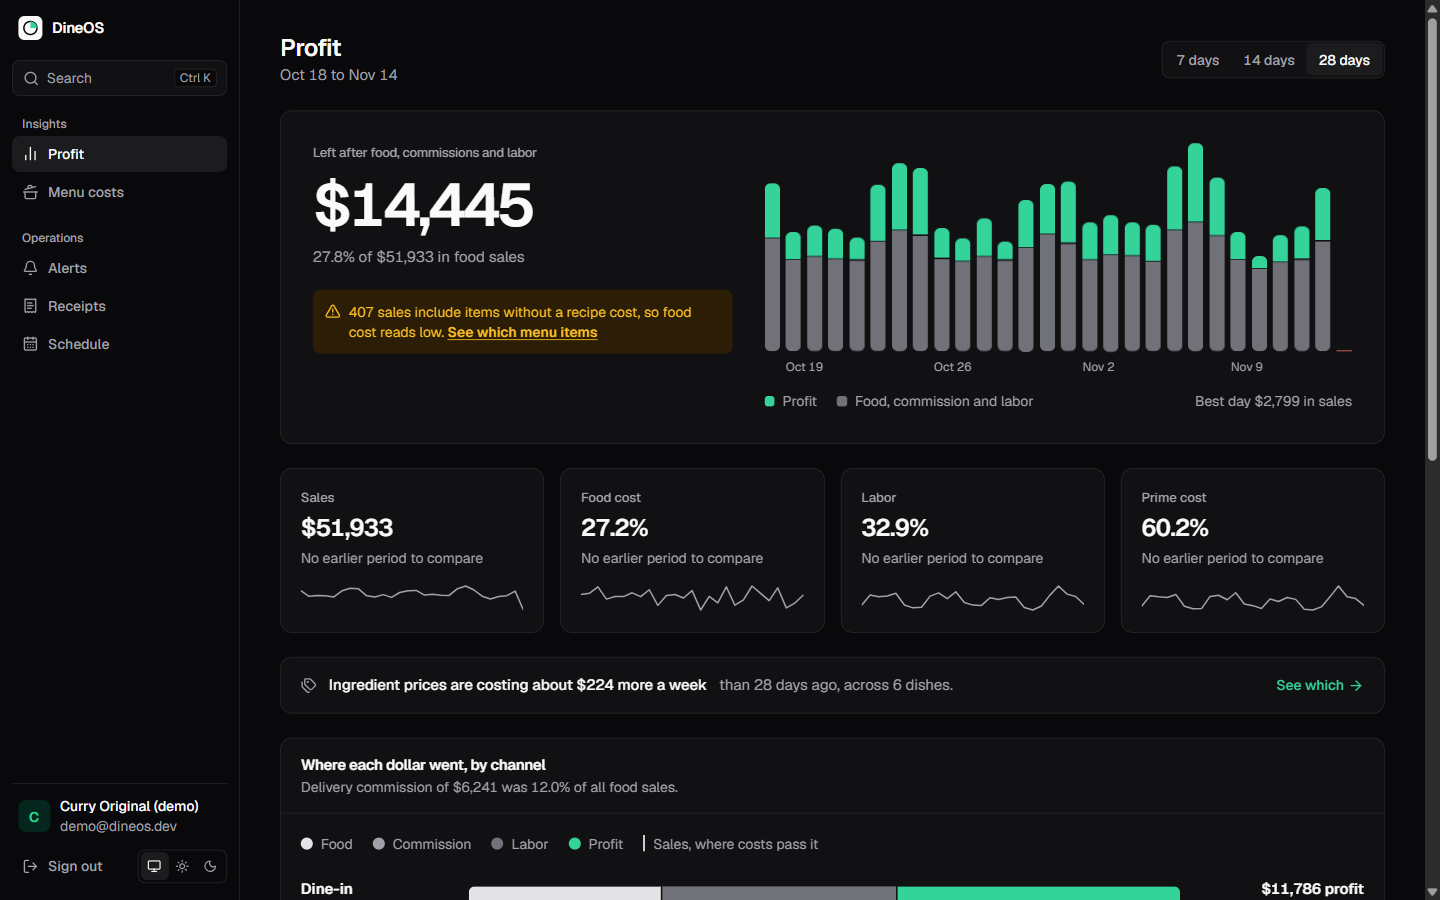 DineOS
Search
Ctrl K
Insights
Profit
Menu costs
Operations
Alerts
Receipts
Schedule
C
Curry Original (demo)
demo@dineos.dev
Sign out
Profit
Oct 18 to Nov 14
7 days
14 days
28 days
Left after food, commissions and labor
$14,445
27.8% of $51,933 in food sales
407 sales include items without a recipe cost, so food
cost reads low. See which menu items
Oct 19
Oct 26
Nov 2
Nov 9
Profit
Food, commission and labor
Best day $2,799 in sales
Sales
$51,933
No earlier period to compare
Food cost
27.2%
No earlier period to compare
Labor
32.9%
No earlier period to compare
Prime cost
60.2%
No earlier period to compare
Ingredient prices are costing about $224 more a week than 28 days ago, across 6 dishes.
See which →
Where each dollar went, by channel
Delivery commission of $6,241 was 12.0% of all food sales.
Food
Commission
Labor
Profit
Sales, where costs pass it
Dine-in
$11,786 profit